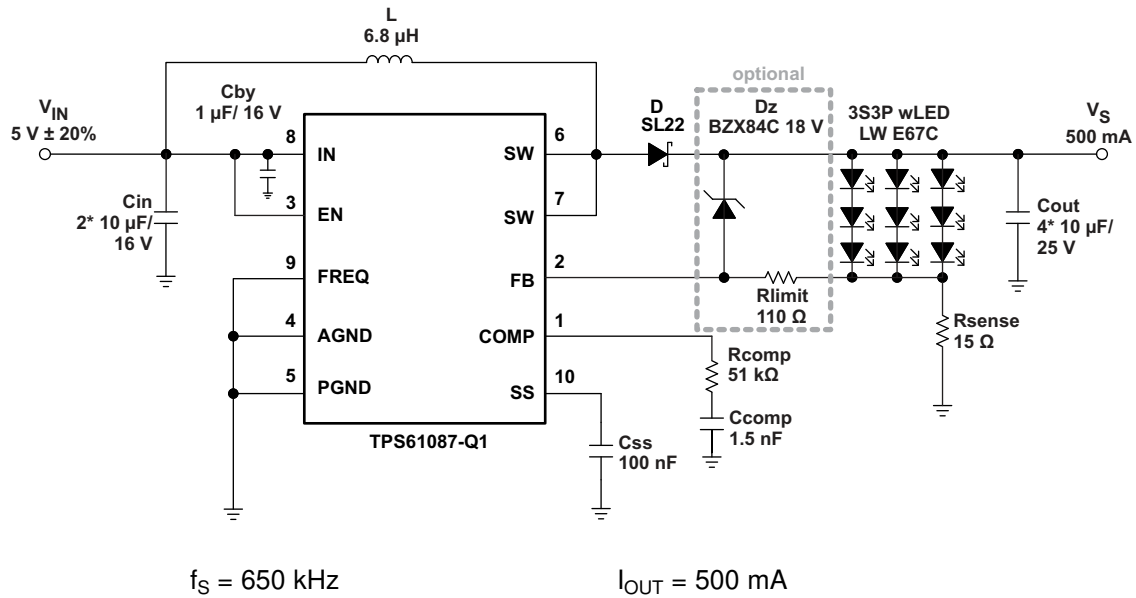 L
6.8 µH
optional
Cby
1 µF/ 16 V
V_IN
5 V ± 20%
D
SL22
Dz
BZX84C 18 V
3S3P wLED
LW E67C
V_S
500 mA
8
IN
6
SW
3
EN
7
SW
Cin
2* 10 µF/
16 V
Cout
4* 10 µF/
25 V
9
FREQ
2
FB
Rlimit
110 Ω
4
AGND
1
COMP
Rsense
15 Ω
Rcomp
51 kΩ
5
PGND
10
SS
Ccomp
1.5 nF
TPS61087-Q1
Css
100 nF
f_S = 650 kHz
I_OUT = 500 mA